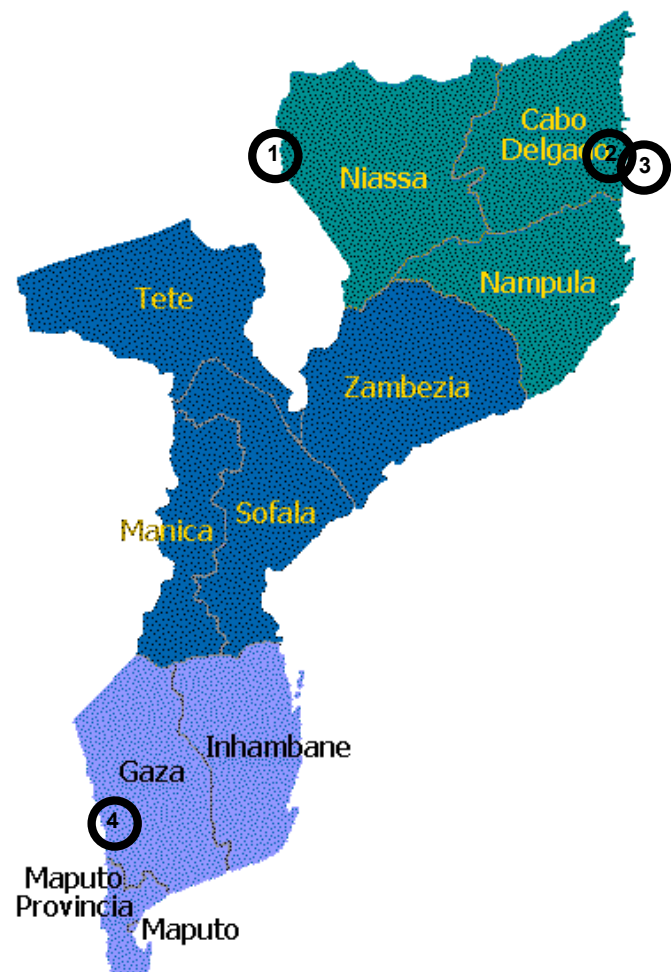 Cabo
Delgado
1
2
3
Niassa
Nampula
Tete
Zambezia
Sofala
Manica
Inhambane
Gaza
4
Maputo
Provincia
Maputo